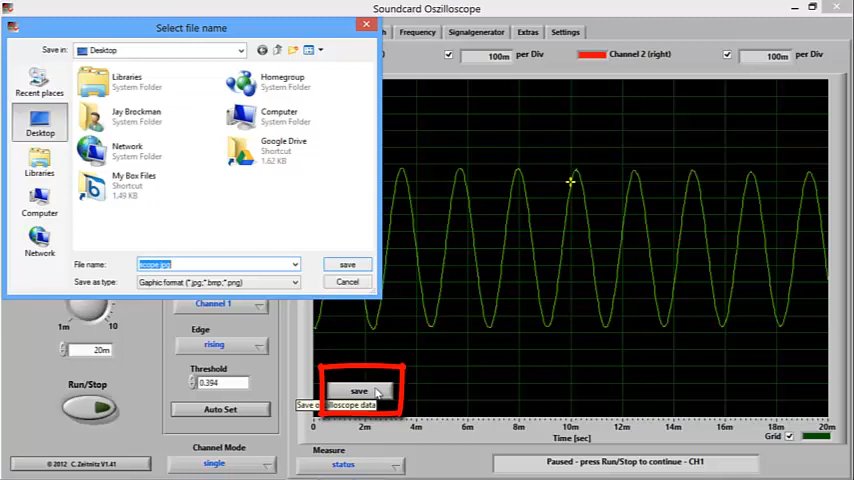 Soundcard Oszilloscope
Select file name
Save in:
Desktop
Recent places
Desktop
Libraries
Computer
Network
Libraries
System Folder
Homegroup
System Folder
Jay Brockman
System Folder
Computer
System Folder
Network
System Folder
Google Drive
Shortcut
1.62 KB
My Box Files
Shortcut
1.49 KB
File name:
scope.jpg
save
Save as type:
Gaphic format (*.jpg;*.bmp;*.png)
Cancel
Frequency
Signalgenerator
Extras
Settings
100m
per Div
Channel 2 (right)
100m
per Div
1m
10
20m
Run/Stop
Channel 1
Edge
rising
Threshold
0.394
Auto Set
Channel Mode
single
© 2012 C.Zeitnitz V1.41
save
0
2m
4m
6m
8m
10m
12m
14m
16m
18m
20m
Time [sec]
Grid
Measure
status
Paused - press Run/Stop to continue - CH1